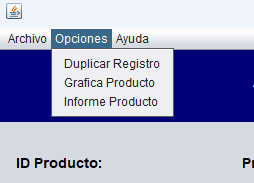 Archivo Opciones Ayuda
Duplicar Registro
Grafica Producto
Informe Producto
ID Producto: